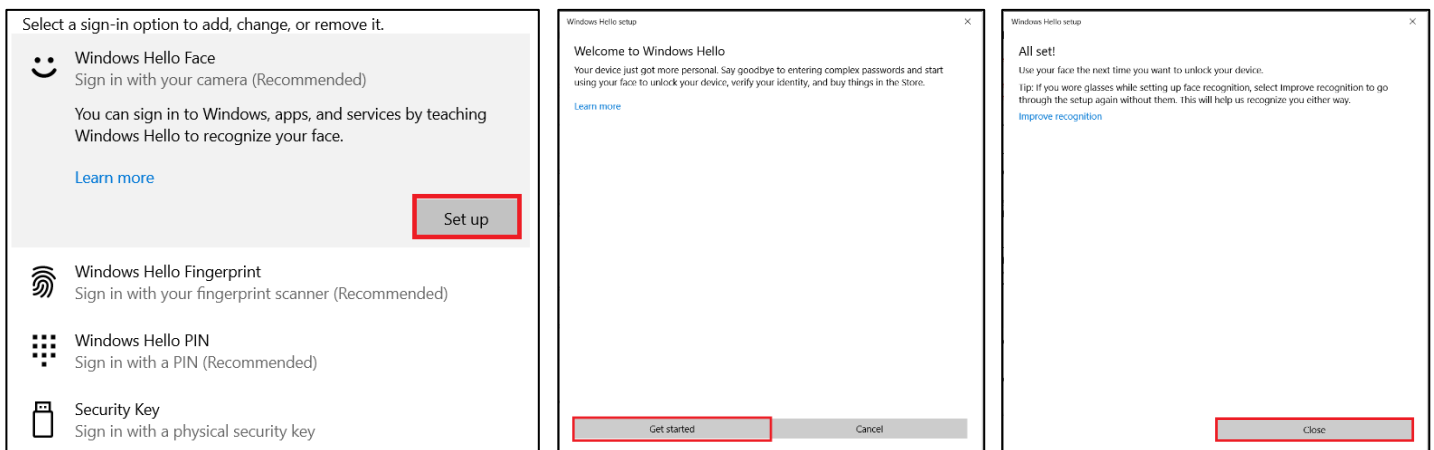 Select a sign-in option to add, change, or remove it.
Windows Hello Face
Sign in with your camera (Recommended)
You can sign in to Windows, apps, and services by teaching
Windows Hello to recognize your face.
Learn more
Set up
Windows Hello Fingerprint
Sign in with your fingerprint scanner (Recommended)
Windows Hello PIN
Sign in with a PIN (Recommended)
Security Key
Sign in with a physical security key
Windows Hello setup
Welcome to Windows Hello
Your device just got more personal. Say goodbye to entering complex passwords and start
using your face to unlock your device, verify your identity, and buy things in the Store.
Learn more
Get started
Cancel
Windows Hello setup
All set!
Use your face the next time you want to unlock your device.
Tip: If you wore glasses while setting up face recognition, select Improve recognition to go
through the setup again without them. This will help us recognize you either way.
Improve recognition
Close